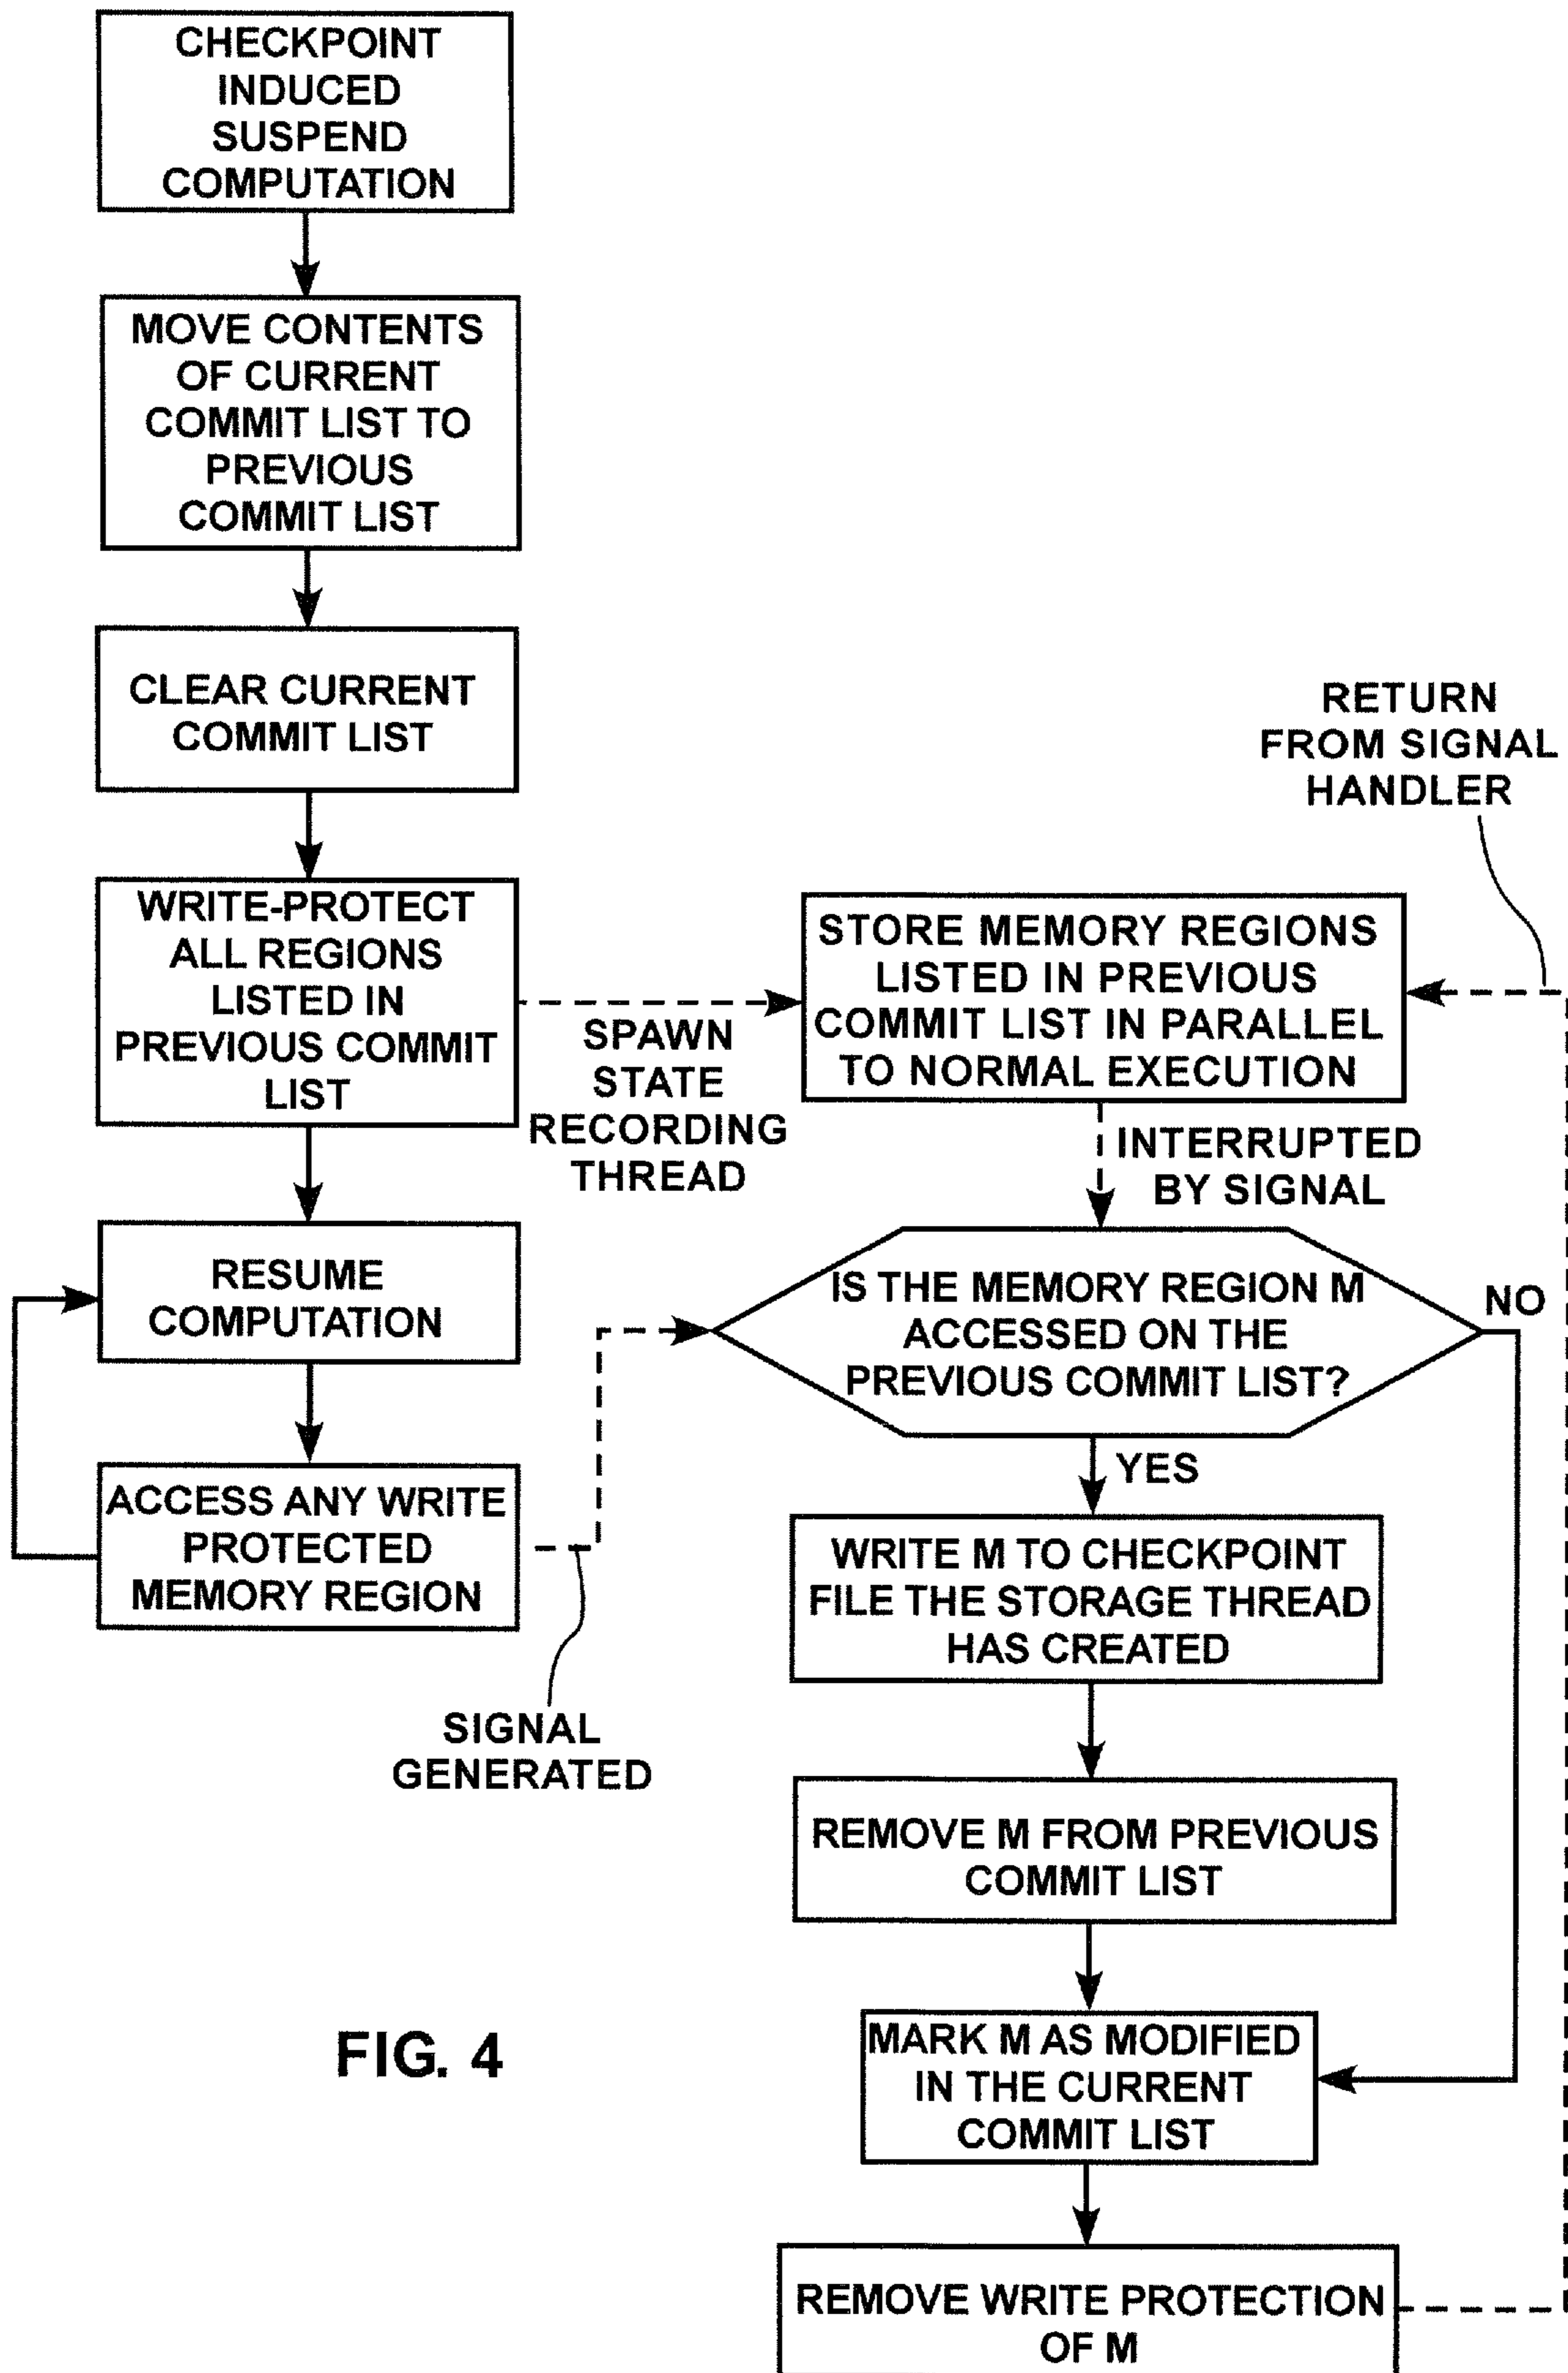 CHECKPOINT
INDUCED
SUSPEND
COMPUTATION
MOVE CONTENTS
OF CURRENT
COMMIT LIST TO
PREVIOUS
COMMIT LIST
CLEAR CURRENT
COMMIT LIST
WRITE-PROTECT
ALL REGIONS
LISTED IN
PREVIOUS COMMIT
LIST
SPAWN
STATE
RECORDING
THREAD
RESUME
COMPUTATION
ACCESS ANY WRITE
PROTECTED
MEMORY REGION
SIGNAL
GENERATED
RETURN
FROM SIGNAL
HANDLER
STORE MEMORY REGIONS
LISTED IN PREVIOUS
COMMIT LIST IN PARALLEL
TO NORMAL EXECUTION
INTERRUPTED
BY SIGNAL
IS THE MEMORY REGION M
ACCESSED ON THE
PREVIOUS COMMIT LIST?
NO
YES
WRITE M TO CHECKPOINT
FILE THE STORAGE THREAD
HAS CREATED
REMOVE M FROM PREVIOUS
COMMIT LIST
MARK M AS MODIFIED
IN THE CURRENT
COMMIT LIST
REMOVE WRITE PROTECTION
OF M
FIG. 4